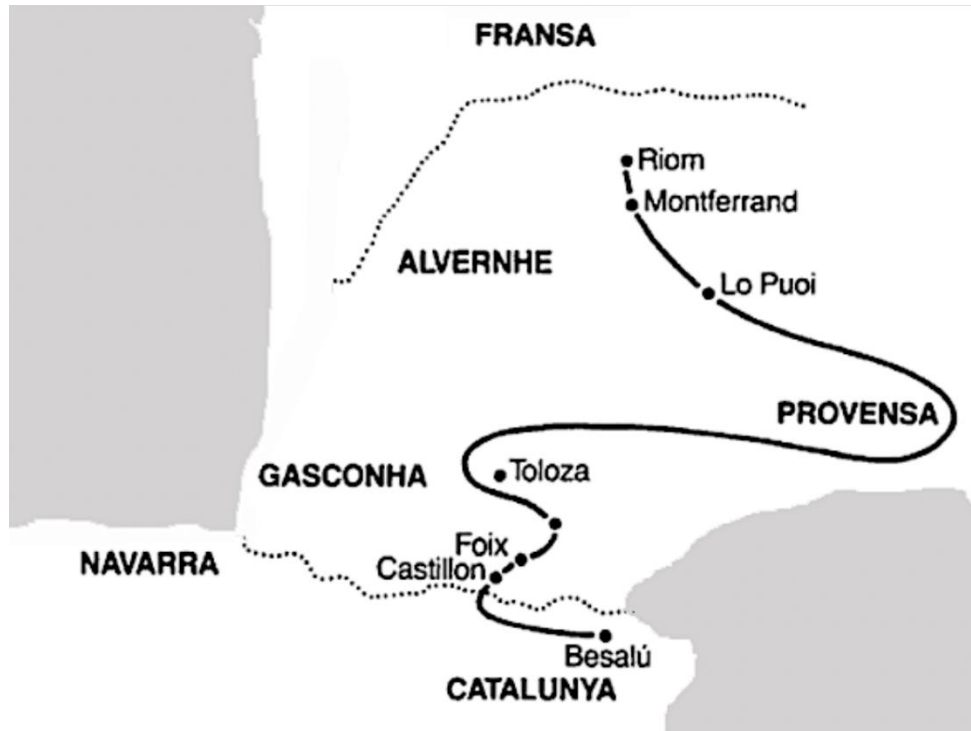 FRANSA
Riom
Montferrand
ALVERNHE
Lo Puoi
PROVENSA
GASCONHA
Toloza
Foix
NAVARRA
Castillon
Besalú
CATALUNYA